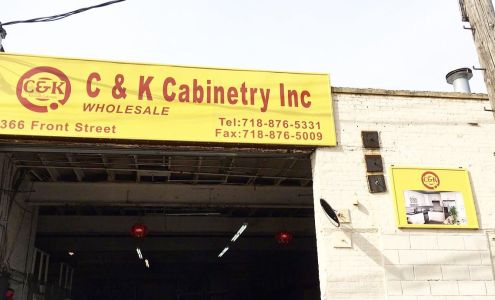 C&K
C & K Cabinetry Inc
WHOLESALE
366 Front Street
Tel:718-876-5331
Fax:718-876-5009
C&K